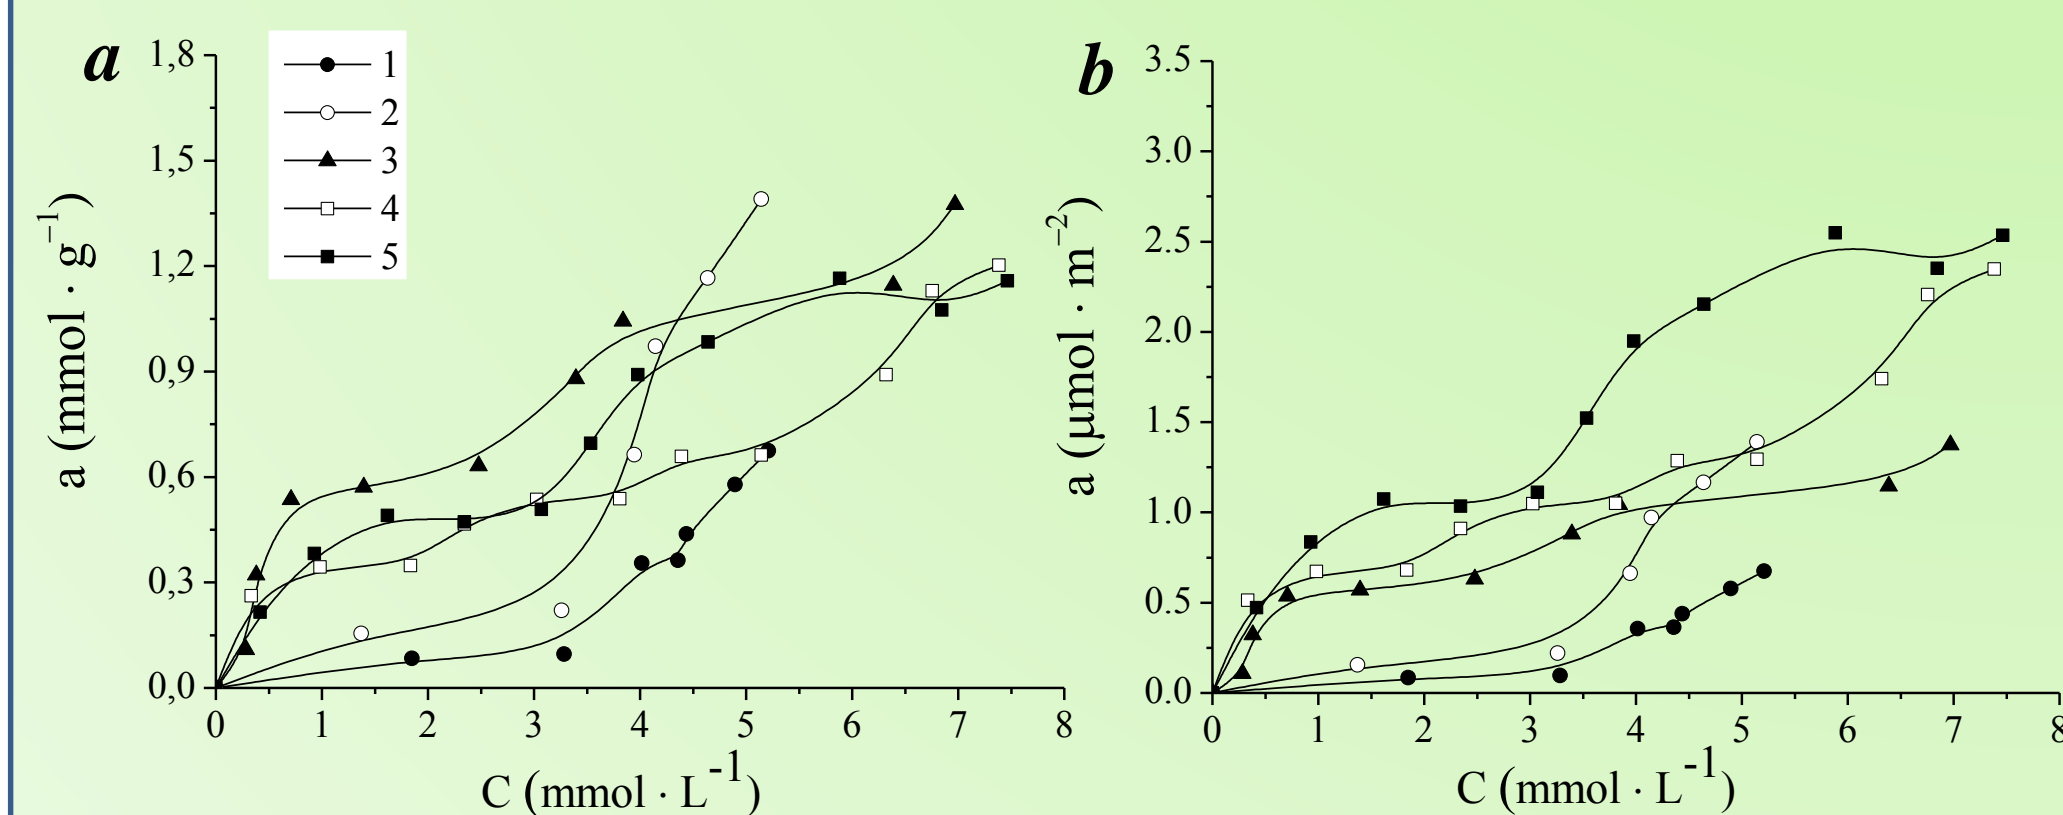 a
1,8
1,5
1,2
0,9
0,6
0,3
0,0
a (mmol · g⁻¹)
1
2
3
4
5
0 1 2 3 4 5 6 7 8
C (mmol · L⁻¹)
b
3.5
3.0
2.5
2.0
1.5
1.0
0.5
0.0
a (μmol · m⁻²)
0 1 2 3 4 5 6 7 8
C (mmol · L⁻¹)